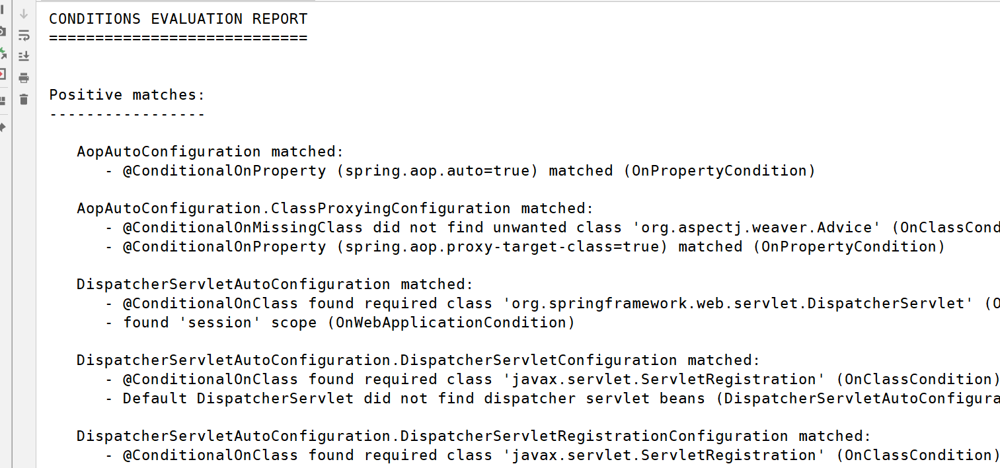 CONDITIONS EVALUATION REPORT
============================
Positive matches:
-----------------
AopAutoConfiguration matched:
- @ConditionalOnProperty (spring.aop.auto=true) matched (OnPropertyCondition)
AopAutoConfiguration.ClassProxyingConfiguration matched:
- @ConditionalOnMissingClass did not find unwanted class 'org.aspectj.weaver.Advice' (OnClassCond
- @ConditionalOnProperty (spring.aop.proxy-target-class=true) matched (OnPropertyCondition)
DispatcherServletAutoConfiguration matched:
- @ConditionalOnClass found required class 'org.springframework.web.servlet.DispatcherServlet' (O
- found 'session' scope (OnWebApplicationCondition)
DispatcherServletAutoConfiguration.DispatcherServletConfiguration matched:
- @ConditionalOnClass found required class 'javax.servlet.ServletRegistration' (OnClassCondition)
- Default DispatcherServlet did not find dispatcher servlet beans (DispatcherServletAutoConfigura
DispatcherServletAutoConfiguration.DispatcherServletRegistrationConfiguration matched:
- @ConditionalOnClass found required class 'javax.servlet.ServletRegistration' (OnClassCondition)